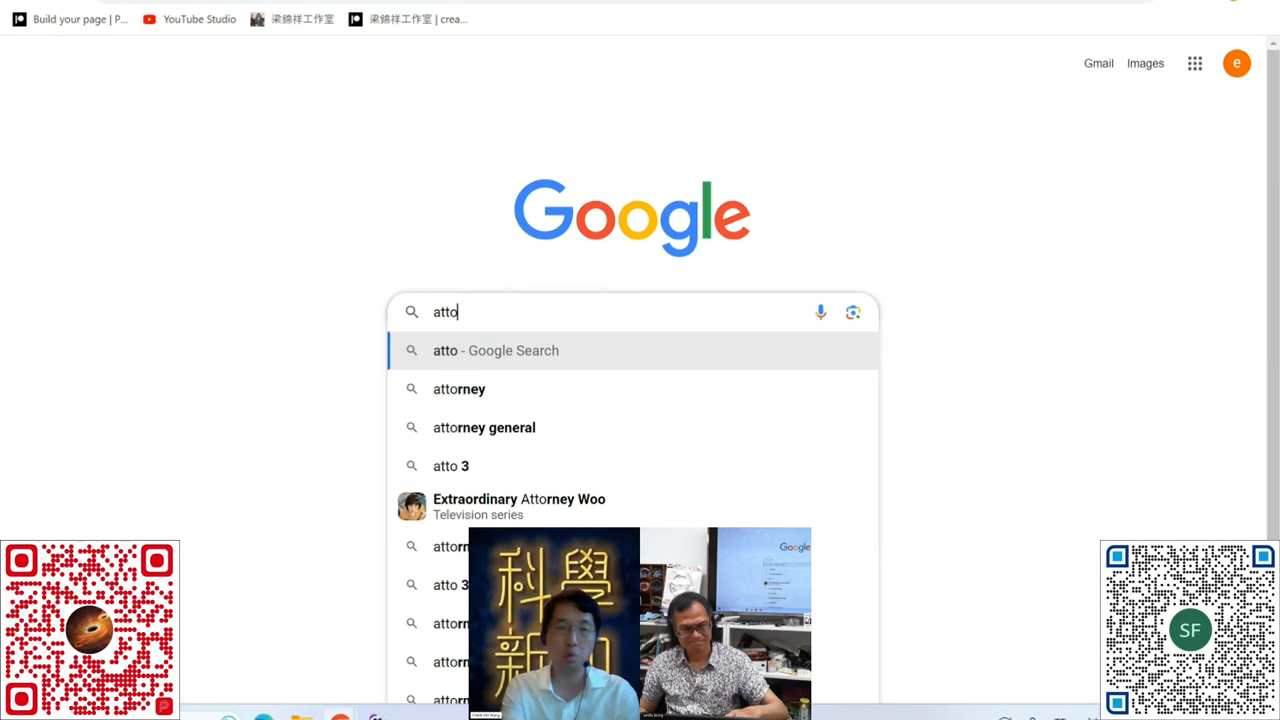 Build your page | P...
YouTube Studio
梁錦祥工作室
梁錦祥工作室 | crea...
Gmail
Images
e
Google
atto
atto - Google Search
attorney
attorney general
atto 3
Extraordinary Attorney Woo
Television series
attorn
atto 3
attorn
科學
新
Google
SF